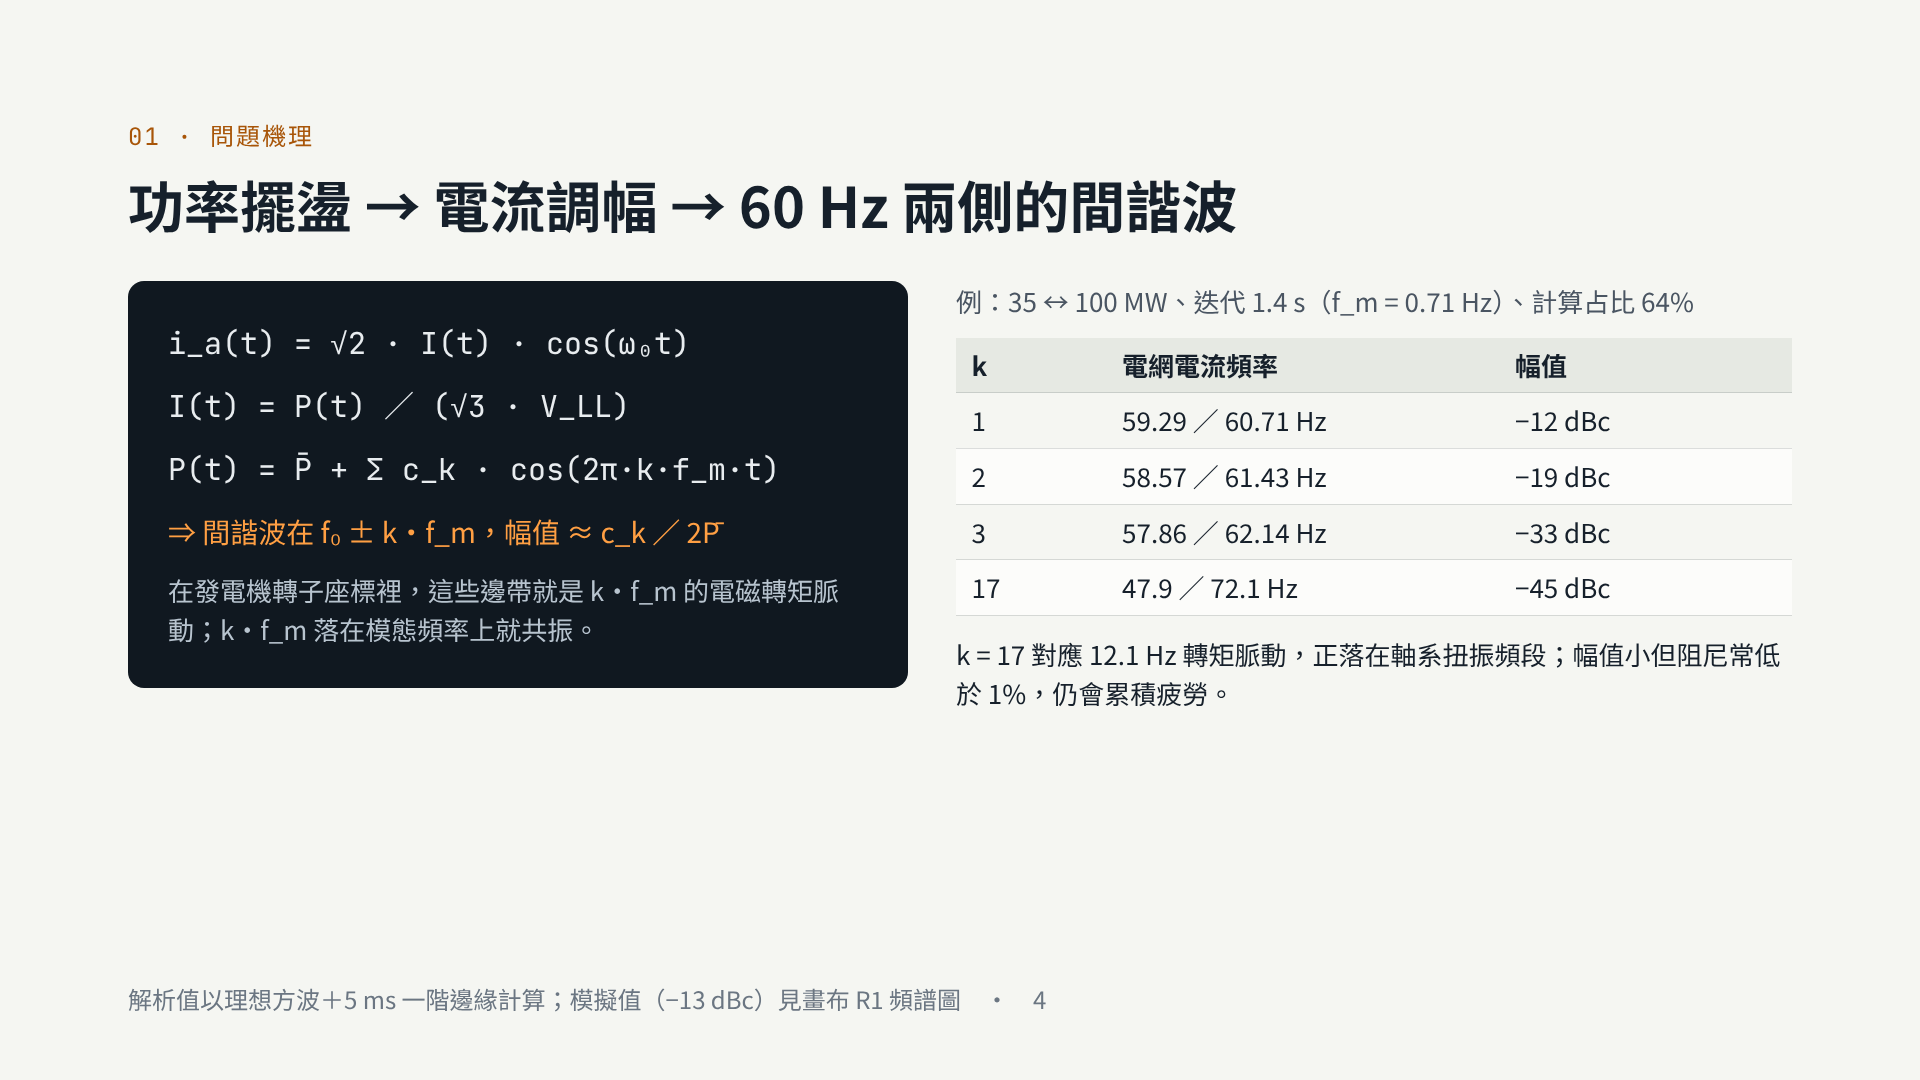 01 · 問題機理
功率擺盪 → 電流調幅 → 60 Hz 兩側的間諧波
i_a(t) = √2 · I(t) · cos(ω₀t)
I(t) = P(t) ／ (√3 · V_LL)
P(t) = P̄ + Σ c_k · cos(2π·k·f_m·t)
⇒ 間諧波在 f₀ ± k·f_m，幅值 ≈ c_k ／ 2P̄
在發電機轉子座標裡，這些邊帶就是 k·f_m 的電磁轉矩脈
動；k·f_m 落在模態頻率上就共振。
例：35 ↔ 100 MW、迭代 1.4 s（f_m = 0.71 Hz）、計算占比 64%
k 電網電流頻率 幅值
1 59.29 ／ 60.71 Hz −12 dBc
2 58.57 ／ 61.43 Hz −19 dBc
3 57.86 ／ 62.14 Hz −33 dBc
17 47.9 ／ 72.1 Hz −45 dBc
k = 17 對應 12.1 Hz 轉矩脈動，正落在軸系扭振頻段；幅值小但阻尼常低
於 1%，仍會累積疲勞。
解析值以理想方波＋5 ms 一階邊緣計算；模擬值（−13 dBc）見畫布 R1 頻譜圖 · 4